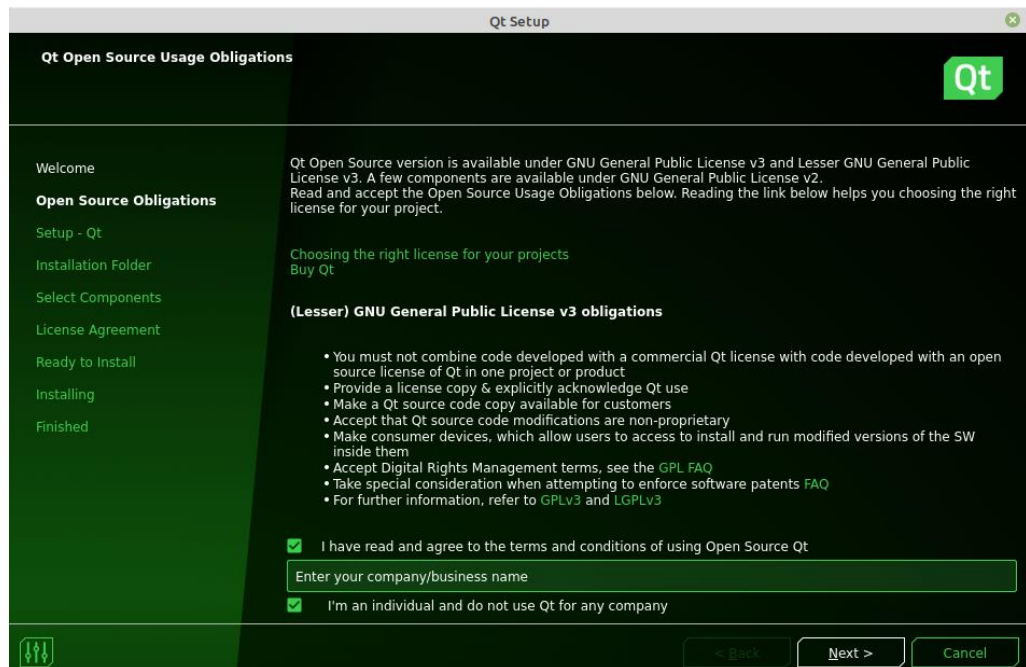 Qt Setup
Qt Open Source Usage Obligations
Qt
Welcome
Open Source Obligations
Setup - Qt
Installation Folder
Select Components
License Agreement
Ready to Install
Installing
Finished
Qt Open Source version is available under GNU General Public License v3 and Lesser GNU General Public
License v3. A few components are available under GNU General Public License v2.
Read and accept the Open Source Usage Obligations below. Reading the link below helps you choosing the right
license for your project.
Choosing the right license for your projects
Buy Qt
(Lesser) GNU General Public License v3 obligations
• You must not combine code developed with a commercial Qt license with code developed with an open
source license of Qt in one project or product
• Provide a license copy & explicitly acknowledge Qt use
• Make a Qt source code copy available for customers
• Accept that Qt source code modifications are non-proprietary
• Make consumer devices, which allow users to access to install and run modified versions of the SW
inside them
• Accept Digital Rights Management terms, see the GPL FAQ
• Take special consideration when attempting to enforce software patents FAQ
• For further information, refer to GPLv3 and LGPLv3
I have read and agree to the terms and conditions of using Open Source Qt
Enter your company/business name
I'm an individual and do not use Qt for any company
< Back
Next >
Cancel